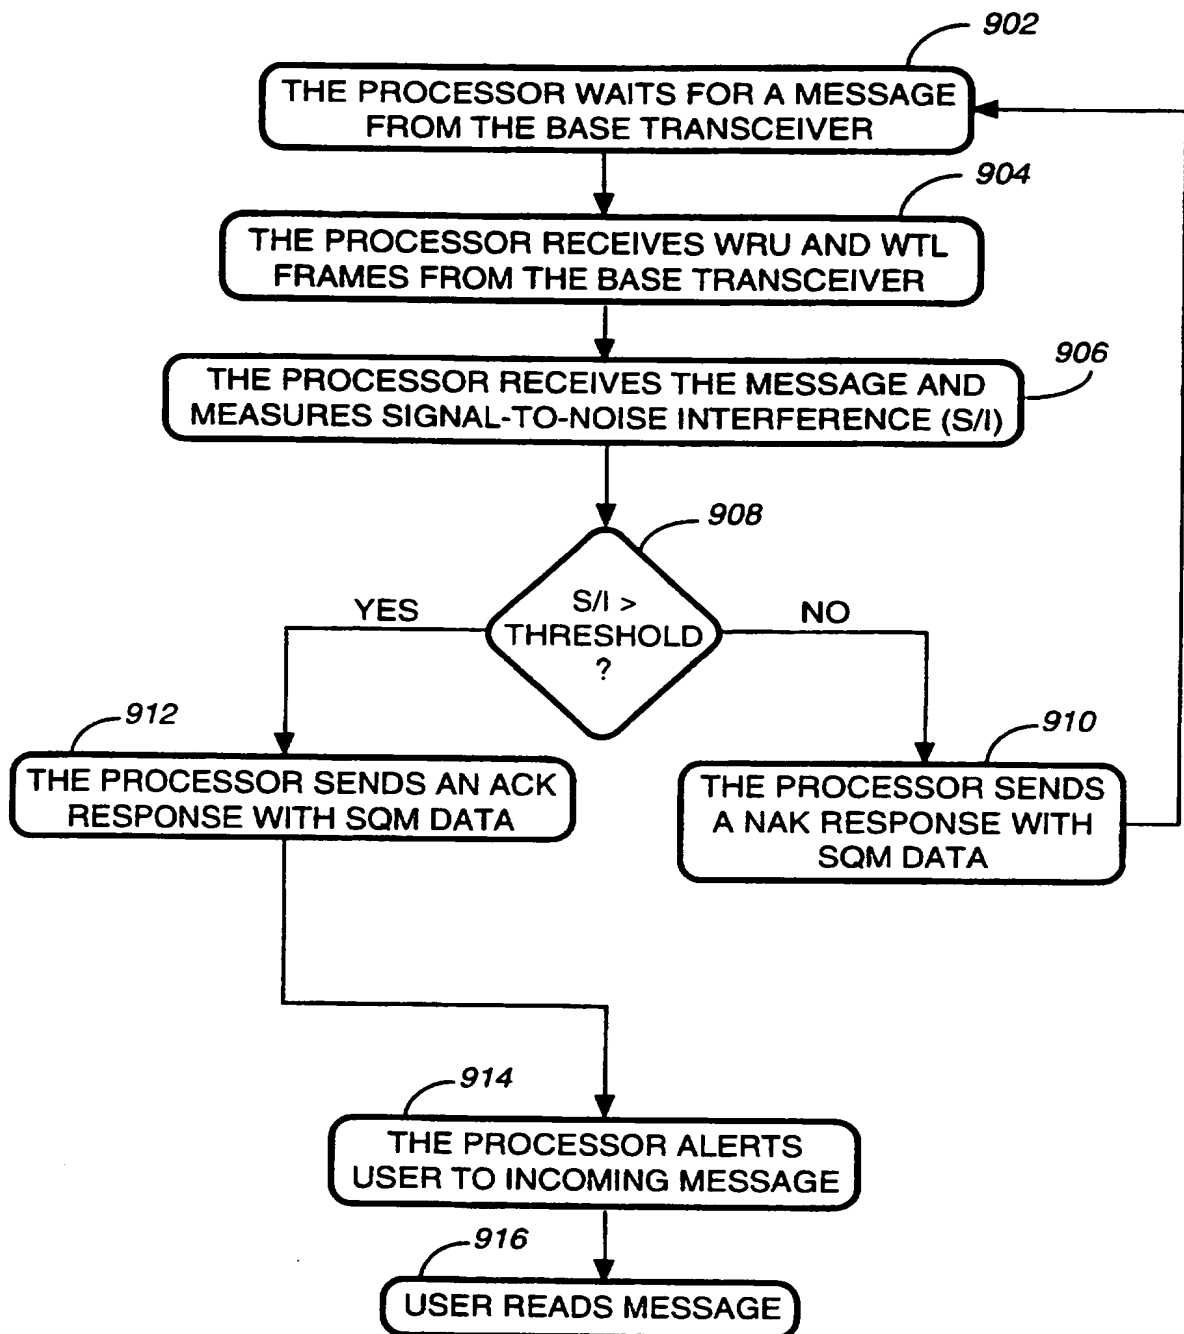 902
THE PROCESSOR WAITS FOR A MESSAGE
FROM THE BASE TRANSCEIVER
904
THE PROCESSOR RECEIVES WRU AND WTL
FRAMES FROM THE BASE TRANSCEIVER
906
THE PROCESSOR RECEIVES THE MESSAGE AND
MEASURES SIGNAL-TO-NOISE INTERFERENCE (S/I)
908
S/I >
THRESHOLD
?
YES
NO
912
THE PROCESSOR SENDS AN ACK
RESPONSE WITH SQM DATA
910
THE PROCESSOR SENDS
A NAK RESPONSE WITH
SQM DATA
914
THE PROCESSOR ALERTS
USER TO INCOMING MESSAGE
916
USER READS MESSAGE